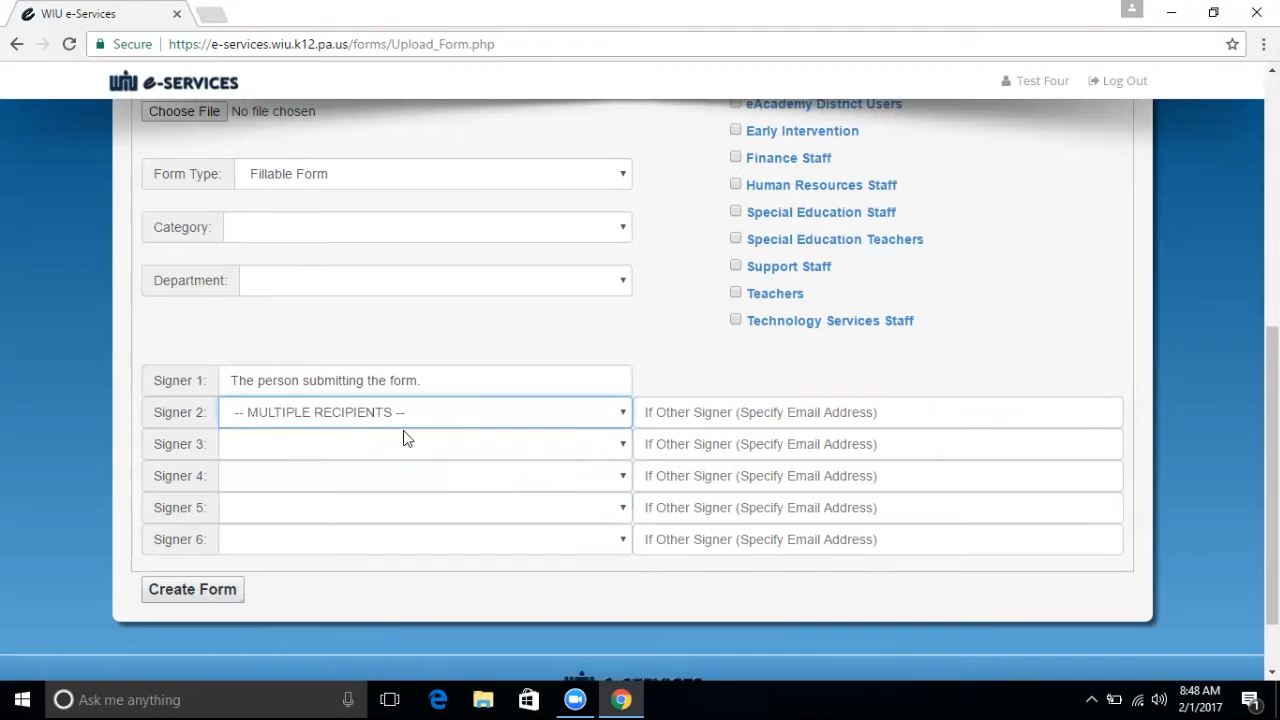 WIU e-Services
Secure
https://e-services.wiu.k12.pa.us/forms/Upload_Form.php
WIU e-SERVICES
Test Four
Log Out
Choose File No file chosen
Form Type: Fillable Form
Category:
Department:
eAcademy District Users
Early Intervention
Finance Staff
Human Resources Staff
Special Education Staff
Special Education Teachers
Support Staff
Teachers
Technology Services Staff
Signer 1: The person submitting the form.
Signer 2: -- MULTIPLE RECIPIENTS -- If Other Signer (Specify Email Address)
Signer 3: If Other Signer (Specify Email Address)
Signer 4: If Other Signer (Specify Email Address)
Signer 5: If Other Signer (Specify Email Address)
Signer 6: If Other Signer (Specify Email Address)
Create Form
Ask me anything
8:48 AM
2/1/2017